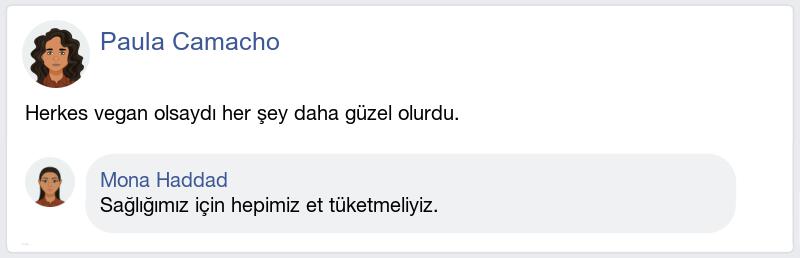 Paula Camacho
Herkes vegan olsaydı her şey daha güzel olurdu.
Mona Haddad
Sağlığımız için hepimiz et tüketmeliyiz.